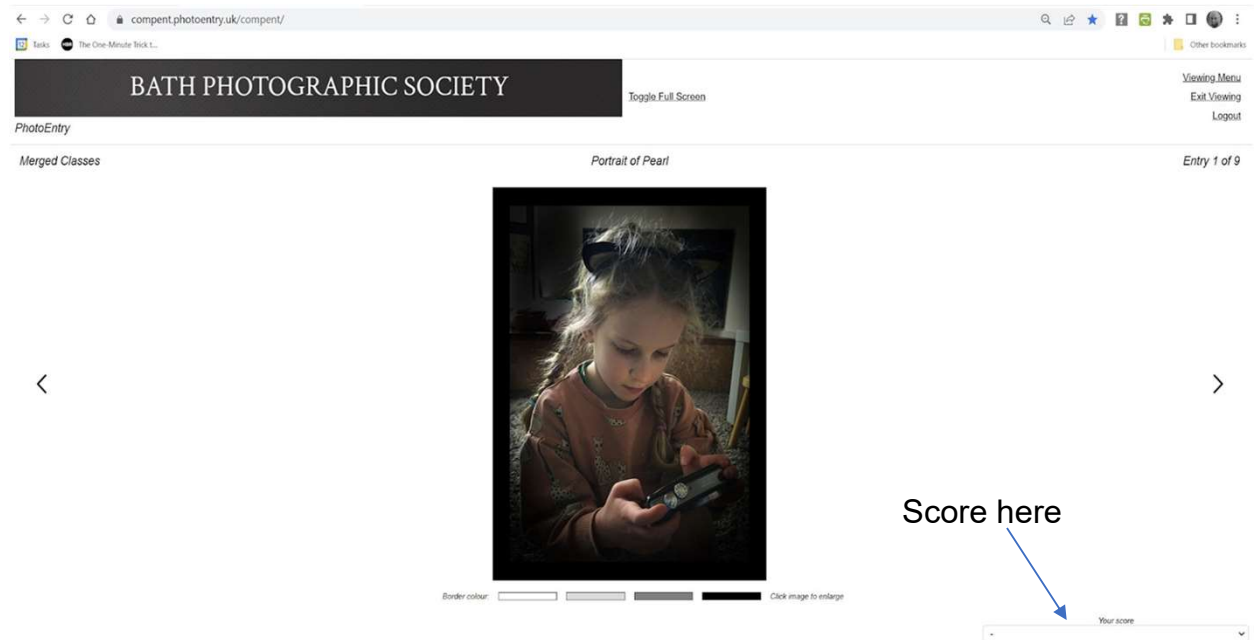 compent.photoentry.uk/compent/
Tasks The One-Minute Trick t... Other bookmarks
BATH PHOTOGRAPHIC SOCIETY
Toggle Full Screen
Viewing Menu
Exit Viewing
Logout
PhotoEntry
Merged Classes Portrait of Pearl Entry 1 of 9
Score here
Border colour: Click image to enlarge
Your score
-